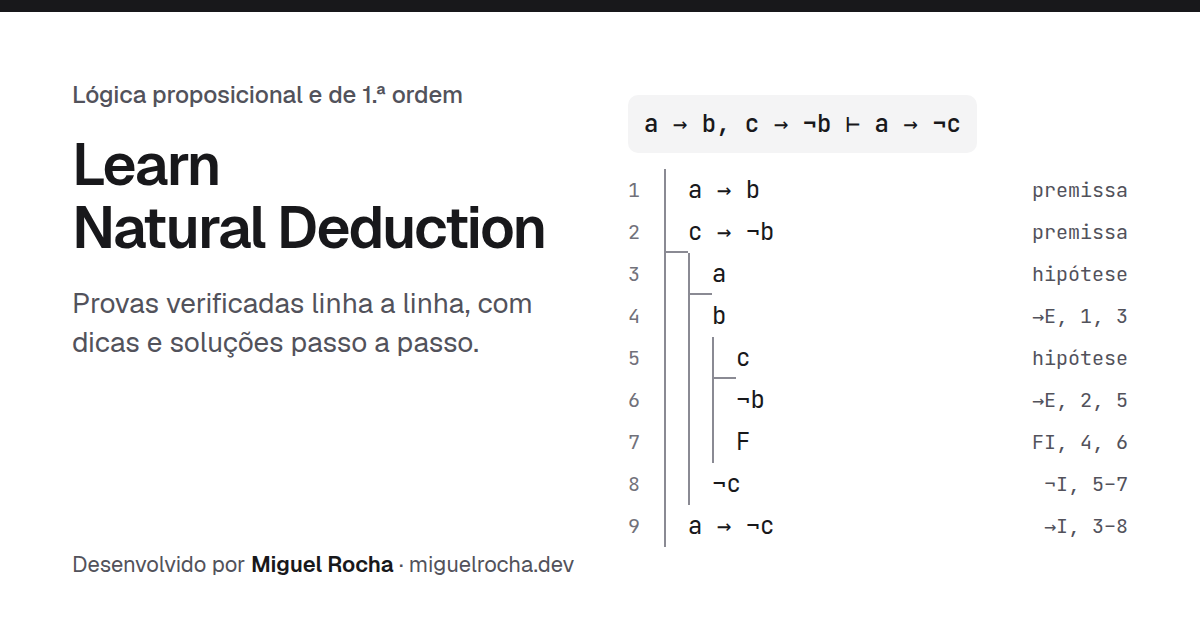 Lógica proposicional e de 1.ª ordem
Learn
Natural Deduction
Provas verificadas linha a linha, com
dicas e soluções passo a passo.
Desenvolvido por Miguel Rocha · miguelrocha.dev
a → b, c → ¬b ⊢ a → ¬c
1 a → b premissa
2 c → ¬b premissa
3 a hipótese
4 b →E, 1, 3
5 c hipótese
6 ¬b →E, 2, 5
7 F FI, 4, 6
8 ¬c ¬I, 5–7
9 a → ¬c →I, 3–8